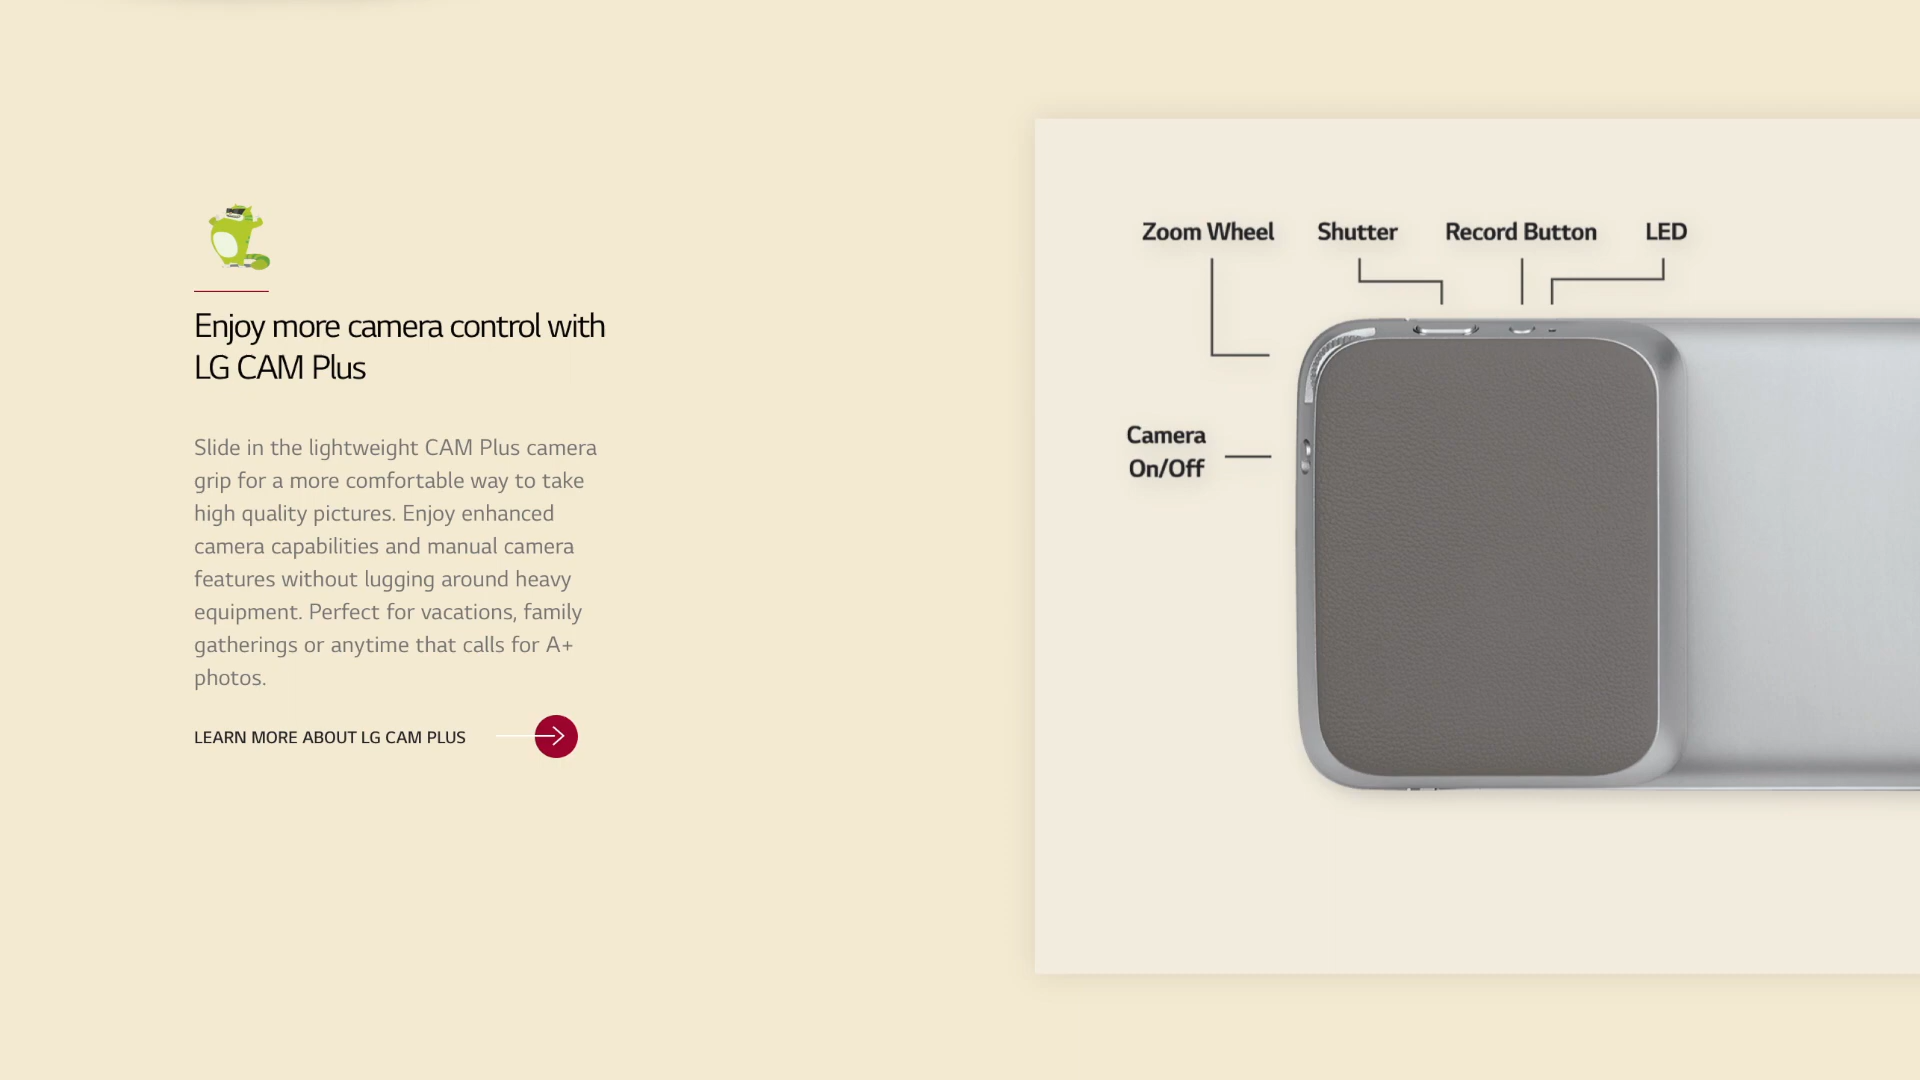 Enjoy more camera control with
LG CAM Plus
Slide in the lightweight CAM Plus camera
grip for a more comfortable way to take
high quality pictures. Enjoy enhanced
camera capabilities and manual camera
features without lugging around heavy
equipment. Perfect for vacations, family
gatherings or anytime that calls for A+
photos.
LEARN MORE ABOUT LG CAM PLUS
Zoom Wheel
Shutter
Record Button
LED
Camera
On/Off